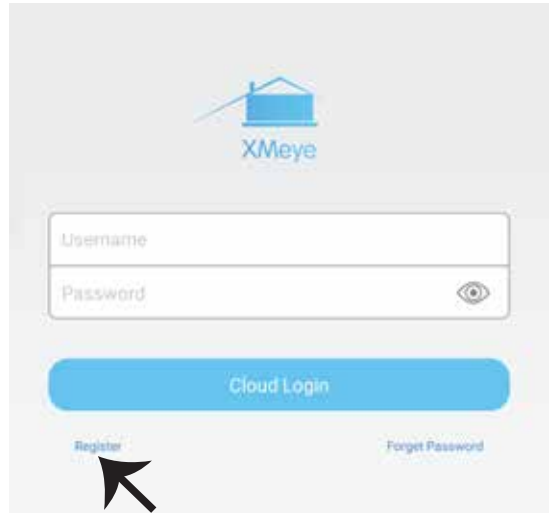 XMeye
Username
Password
Cloud Login
Register
Forget Password